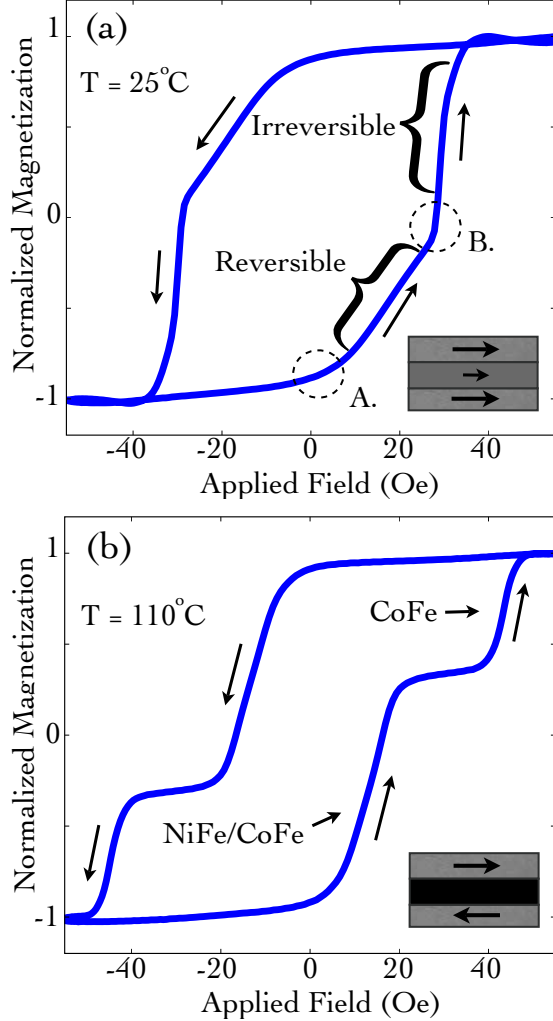 (a)
T = 25°C
Irreversible
Reversible
B.
A.
1
0
-1
Normalized Magnetization
-40
-20
0
20
40
Applied Field (Oe)
(b)
T = 110°C
CoFe
NiFe/CoFe
1
0
-1
Normalized Magnetization
-40
-20
0
20
40
Applied Field (Oe)